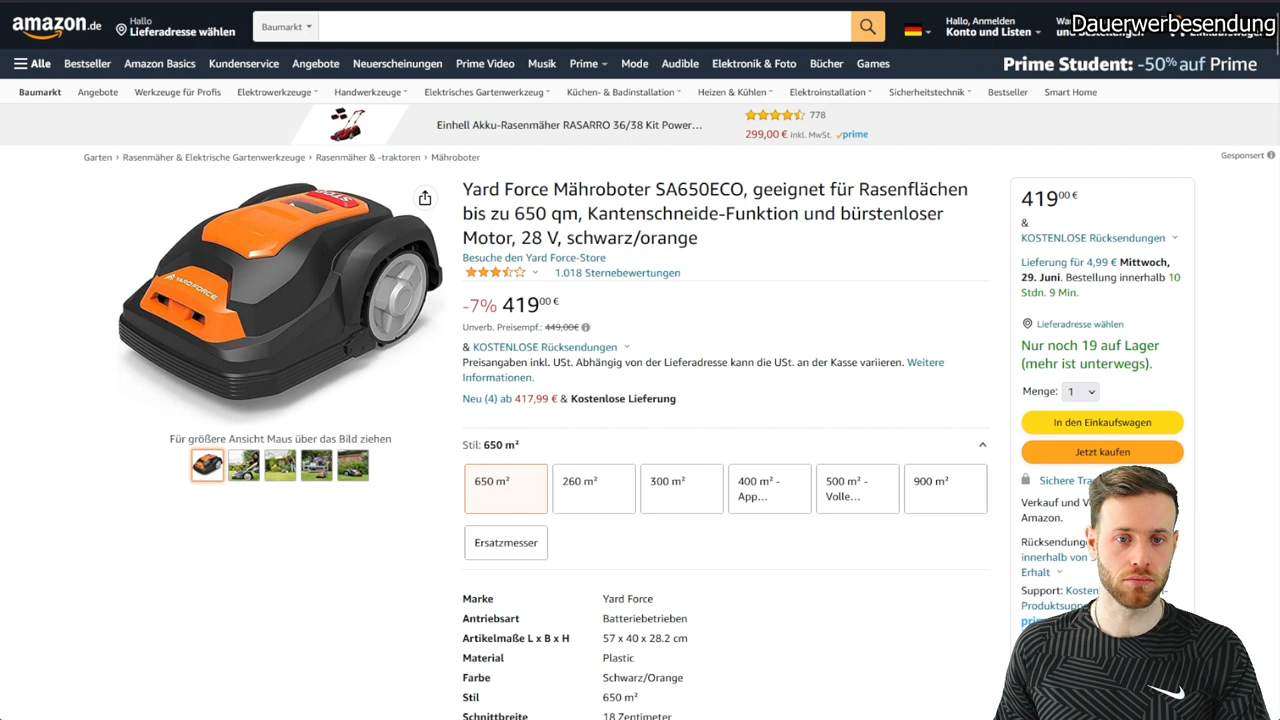 amazon.de
Hallo
Lieferadresse wählen
Baumarkt
Hallo, Anmelden
Konto und Listen
Dauerwerbesendung
Alle
Bestseller
Amazon Basics
Kundenservice
Angebote
Neuerscheinungen
Prime Video
Musik
Prime
Mode
Audible
Elektronik & Foto
Bücher
Games
Prime Student: -50% auf Prime
Baumarkt
Angebote
Werkzeuge für Profis
Elektrowerkzeuge
Handwerkzeuge
Elektrisches Gartenwerkzeug
Küchen- & Badinstallation
Heizen & Kühlen
Elektroinstallation
Sicherheitstechnik
Bestseller
Smart Home
Einhell Akku-Rasenmäher RASARRO 36/38 Kit Power…
778
299,00 € inkl. MwSt. prime
Gesponsert
Garten › Rasenmäher & Elektrische Gartenwerkzeuge › Rasenmäher & -traktoren › Mähroboter
STOP
YARD FORCE
Für größere Ansicht Maus über das Bild ziehen
Yard Force Mähroboter SA650ECO, geeignet für Rasenflächen
bis zu 650 qm, Kantenschneide-Funktion und bürstenloser
Motor, 28 V, schwarz/orange
Besuche den Yard Force-Store
1.018 Sternebewertungen
-7% 419 00 €
Unverb. Preisempf.: 449,00€
& KOSTENLOSE Rücksendungen
Preisangaben inkl. USt. Abhängig von der Lieferadresse kann die USt. an der Kasse variieren. Weitere
Informationen.
Neu (4) ab 417,99 € & Kostenlose Lieferung
Stil: 650 m²
650 m²
260 m²
300 m²
400 m² -
App...
500 m² -
Volle...
900 m²
Ersatzmesser
Marke Yard Force
Antriebsart Batteriebetrieben
Artikelmaße L x B x H 57 x 40 x 28.2 cm
Material Plastic
Farbe Schwarz/Orange
Stil 650 m²
Schnittbreite 18 Zentimeter
419 00 €
&
KOSTENLOSE Rücksendungen
Lieferung für 4,99 € Mittwoch,
29. Juni. Bestellung innerhalb 10
Stdn. 9 Min.
Lieferadresse wählen
Nur noch 19 auf Lager
(mehr ist unterwegs).
Menge: 1
In den Einkaufswagen
Jetzt kaufen
Sichere
Verkauf und
Amazon.
Rücksendung
innerhalb von
Erhalt
Support: